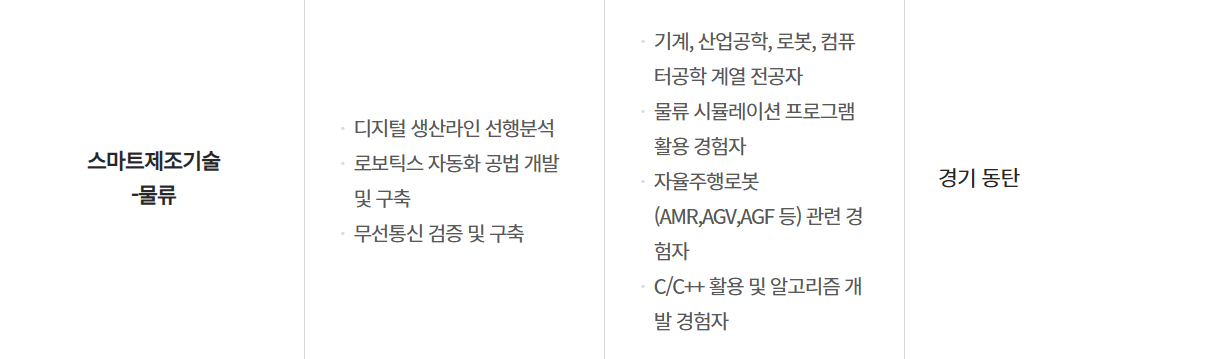 스마트제조기술
-물류
· 디지털 생산라인 선행분석
· 로보틱스 자동화 공법 개발
및 구축
· 무선통신 검증 및 구축
· 기계, 산업공학, 로봇, 컴퓨
터공학 계열 전공자
· 물류 시뮬레이션 프로그램
활용 경험자
· 자율주행로봇
(AMR,AGV,AGF 등) 관련 경
험자
· C/C++ 활용 및 알고리즘 개
발 경험자
경기 동탄